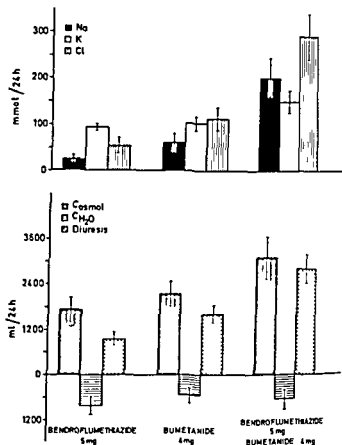 Na
K
Cl
300
200
100
0
mmol/24h
Cosmol
CH2O
Diuresis
3600
2400
1200
0
1200
ml/24h
BENDROFLUMETHIAZIDE
5mg
BUMETANIDE
4mg
BENDROFLUMETHIAZIDE
5mg
BUMETANIDE 4mg